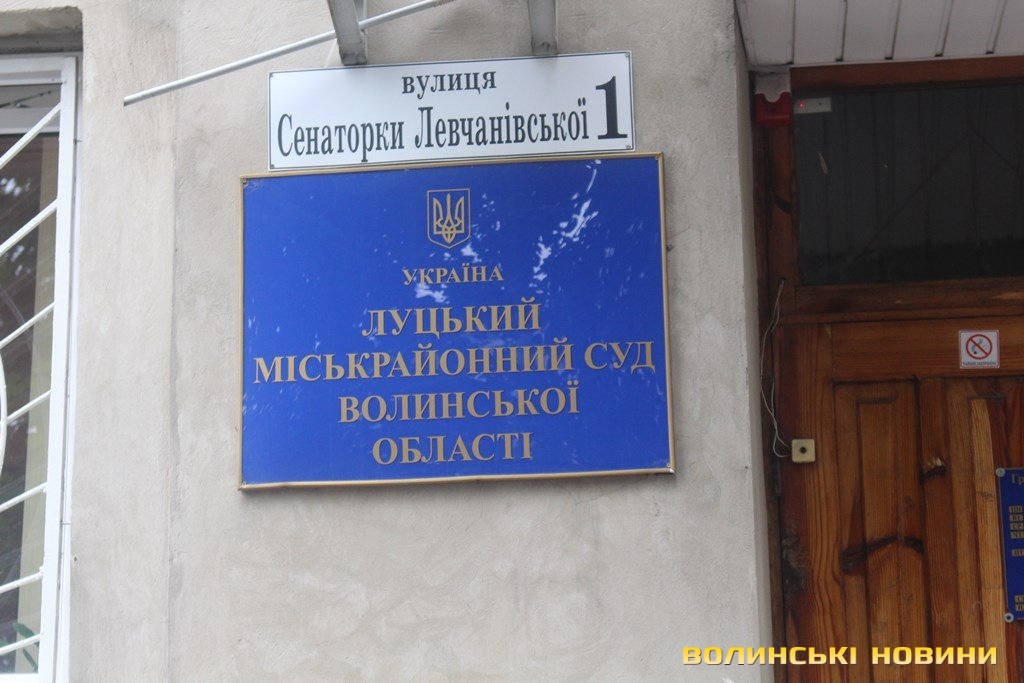 вулиця
Сенаторки Левчанівської 1
УКРАЇНА
ЛУЦЬКИЙ
МІСЬКРАЙОННИЙ СУД
ВОЛИНСЬКОЇ
ОБЛАСТІ
ВОЛИНСЬКІ НОВИНИ